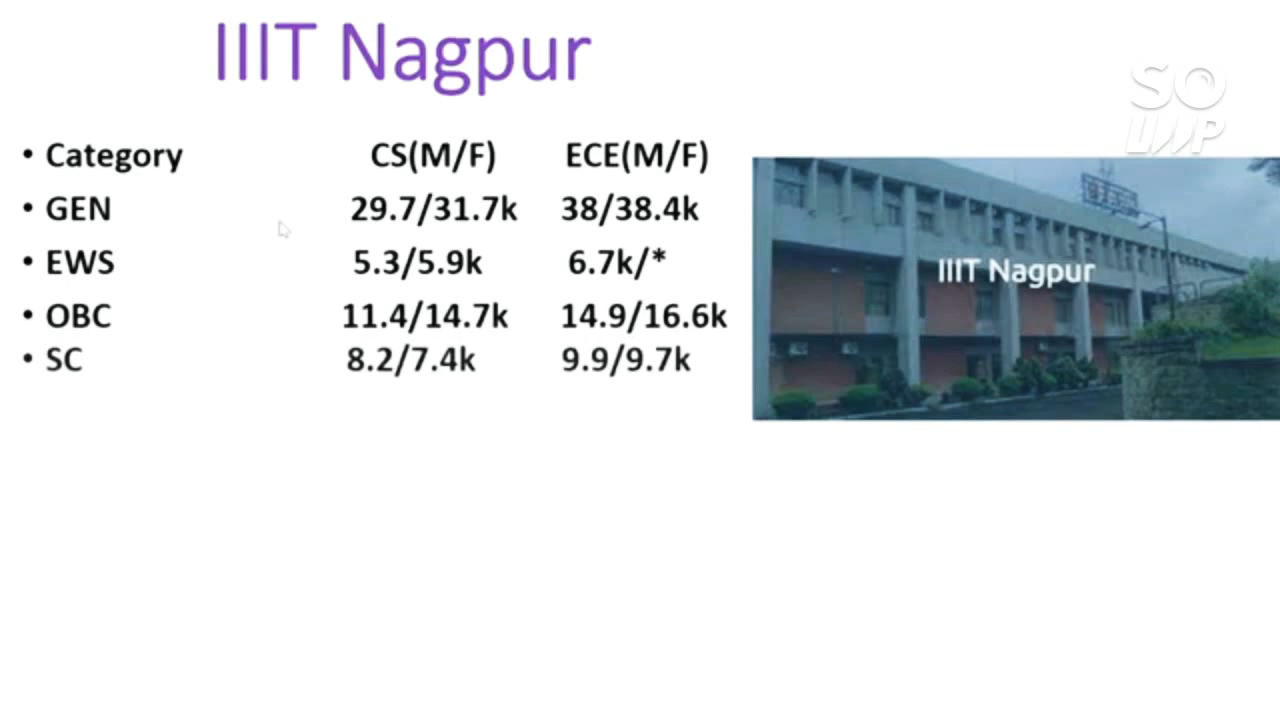 IIIT Nagpur
SO
LIIP
• Category CS(M/F) ECE(M/F)
• GEN 29.7/31.7k 38/38.4k
• EWS 5.3/5.9k 6.7k/*
• OBC 11.4/14.7k 14.9/16.6k
• SC 8.2/7.4k 9.9/9.7k
IIIT Nagpur